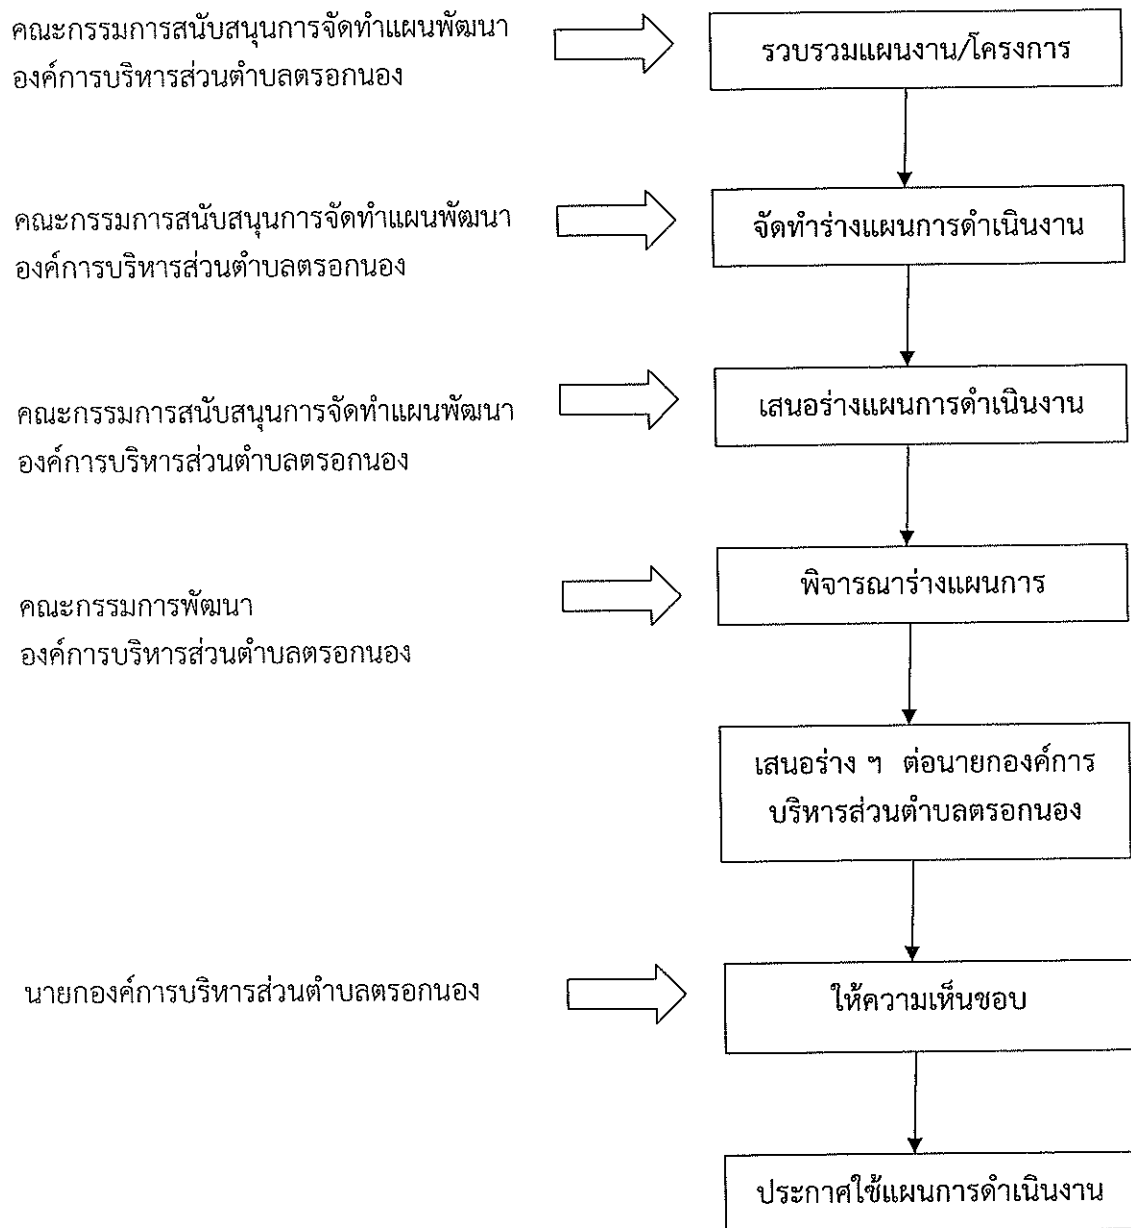 คณะกรรมการสนับสนุนการจัดทำแผนพัฒนา
องค์การบริหารส่วนตำบลตรอกนอง
รวบรวมแผนงาน/โครงการ
คณะกรรมการสนับสนุนการจัดทำแผนพัฒนา
องค์การบริหารส่วนตำบลตรอกนอง
จัดทำร่างแผนการดำเนินงาน
คณะกรรมการสนับสนุนการจัดทำแผนพัฒนา
องค์การบริหารส่วนตำบลตรอกนอง
เสนอร่างแผนการดำเนินงาน
คณะกรรมการพัฒนา
องค์การบริหารส่วนตำบลตรอกนอง
พิจารณาร่างแผนการ
เสนอร่าง ฯ ต่อนายกองค์การ
บริหารส่วนตำบลตรอกนอง
นายกองค์การบริหารส่วนตำบลตรอกนอง
ให้ความเห็นชอบ
ประกาศใช้แผนการดำเนินงาน